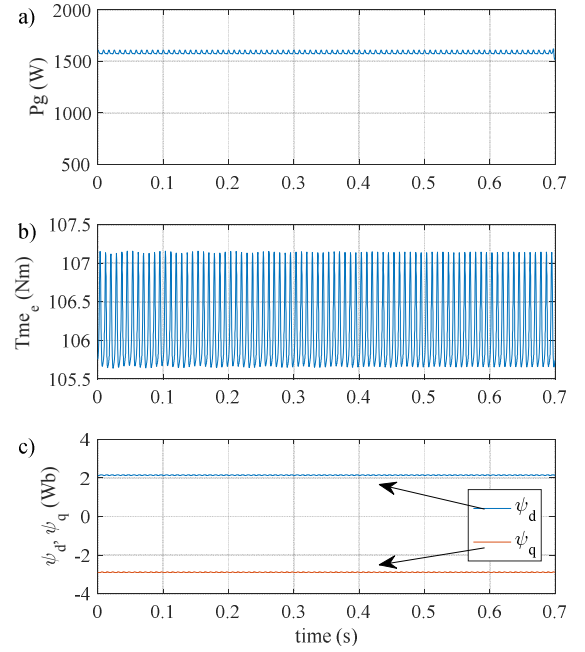 a)
2000
1500
1000
500
Pg (W)
0 0.1 0.2 0.3 0.4 0.5 0.6 0.7
b)
107.5
107
106.5
106
105.5
Tme_e (Nm)
0 0.1 0.2 0.3 0.4 0.5 0.6 0.7
c)
4
2
0
-2
-4
ψ_d, ψ_q (Wb)
ψ_d
ψ_q
0 0.1 0.2 0.3 0.4 0.5 0.6 0.7
time (s)